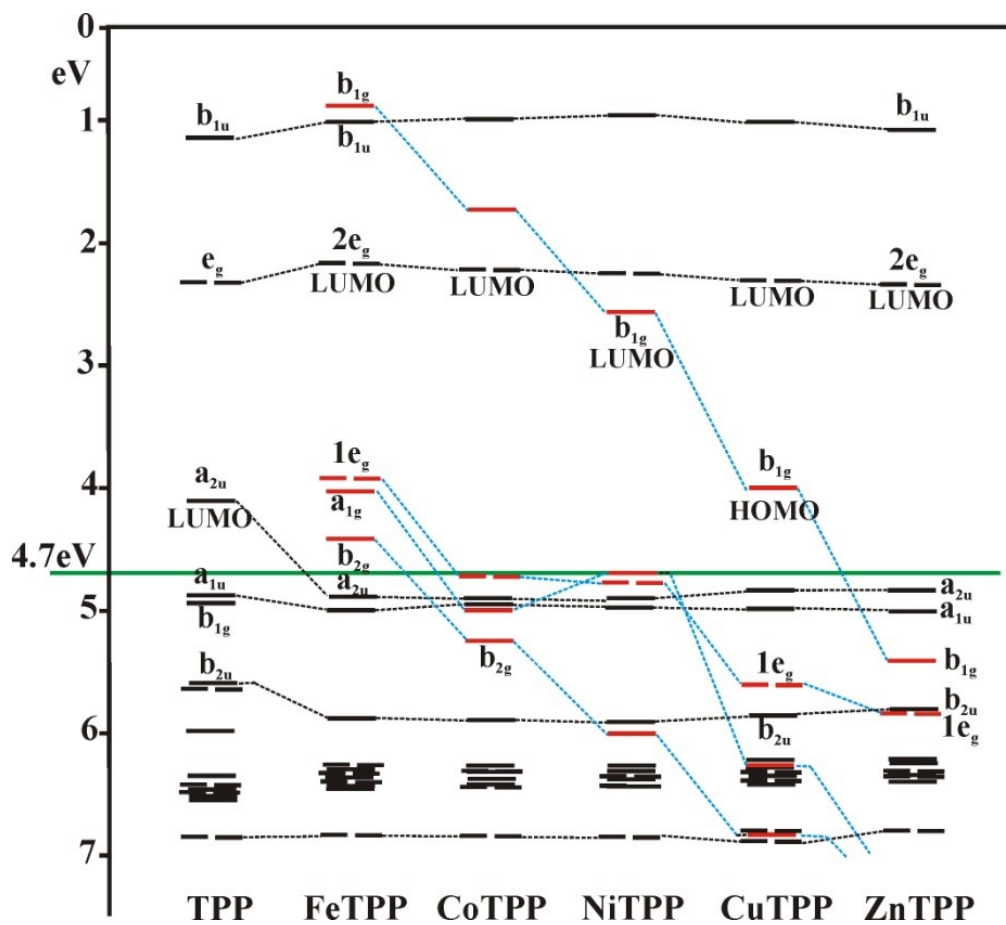 0
eV
b1g
1
b1u
b1u
b1u
2
eg
2eg
LUMO
LUMO
LUMO
2eg
LUMO
b1g
LUMO
3
4
a2u
LUMO
1eg
a1g
b1g
HOMO
4.7eV
b2g
a1u
a2u
a2u
a1u
5
b1g
b2g
b2u
1eg
b1g
b2u
6
b2u
1eg
7
TPP FeTPP CoTPP NiTPP CuTPP ZnTPP